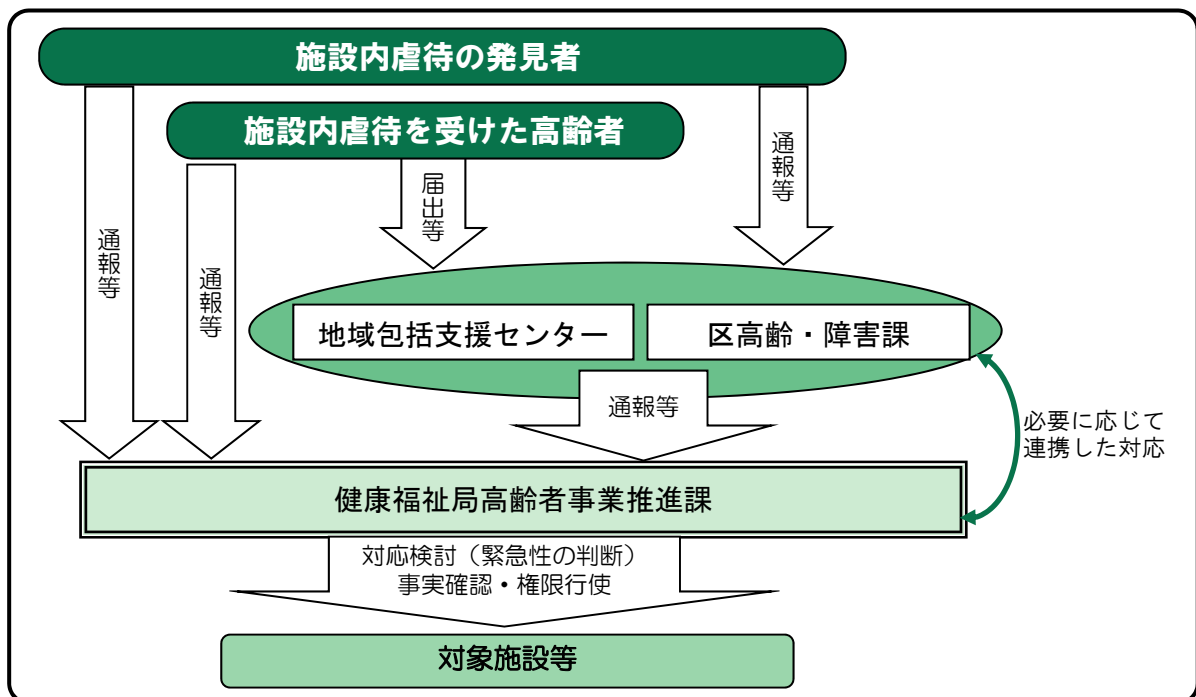 施設内虐待の発見者
施設内虐待を受けた高齢者
通報等
届出等
通報等
通報等
地域包括支援センター
区高齢・障害課
通報等
必要に応じて
連携した対応
健康福祉局高齢者事業推進課
対応検討（緊急性の判断）
事実確認・権限行使
対象施設等